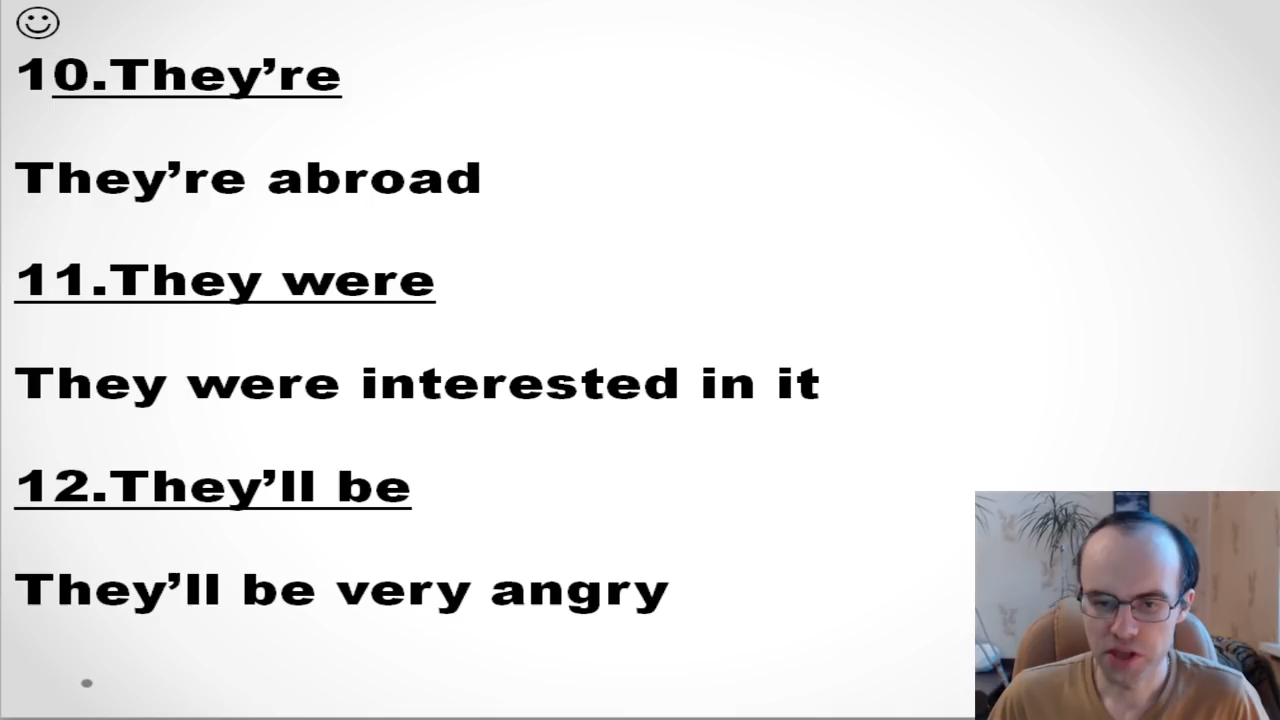 10.They’re
They’re abroad
11.They were
They were interested in it
12.They’ll be
They’ll be very angry